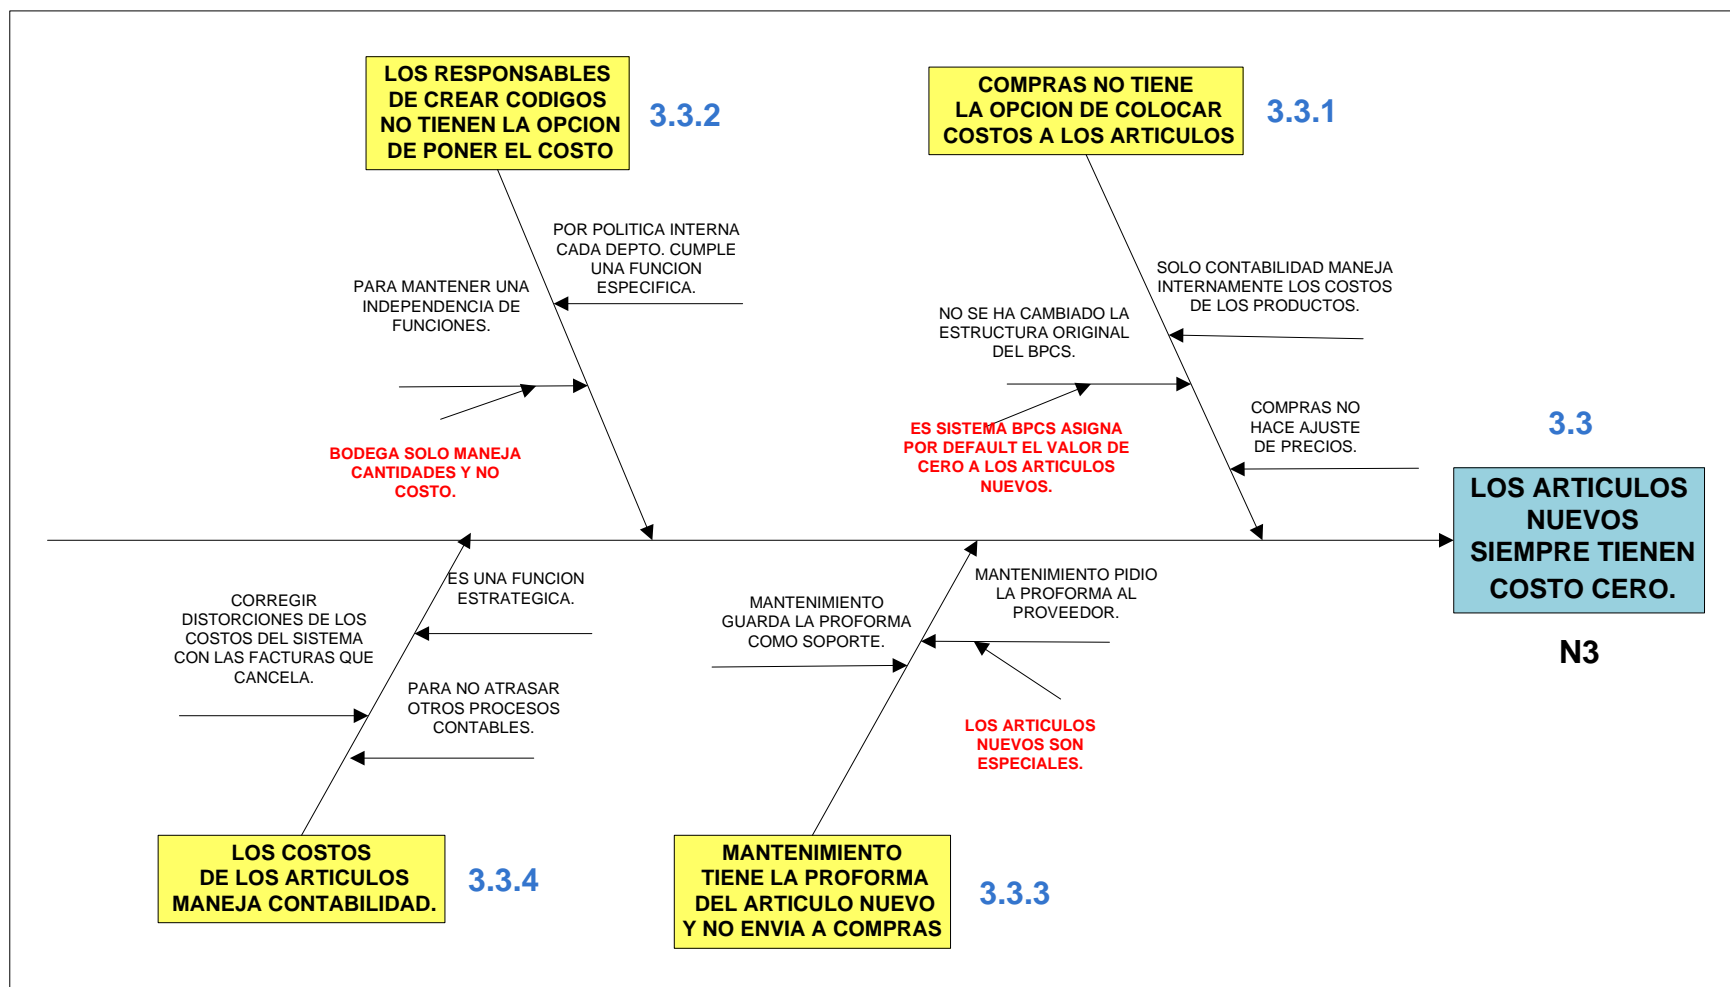 LOS RESPONSABLES
DE CREAR CODIGOS
NO TIENEN LA OPCION
DE PONER EL COSTO
3.3.2
COMPRAS NO TIENE
LA OPCION DE COLOCAR
COSTOS A LOS ARTICULOS
3.3.1
POR POLITICA INTERNA
CADA DEPTO. CUMPLE
UNA FUNCION
ESPECIFICA.
PARA MANTENER UNA
INDEPENDENCIA DE
FUNCIONES.
BODEGA SOLO MANEJA
CANTIDADES Y NO
COSTO.
SOLO CONTABILIDAD MANEJA
INTERNAMENTE LOS COSTOS
DE LOS PRODUCTOS.
NO SE HA CAMBIADO LA
ESTRUCTURA ORIGINAL
DEL BPCS.
ES SISTEMA BPCS ASIGNA
POR DEFAULT EL VALOR DE
CERO A LOS ARTICULOS
NUEVOS.
COMPRAS NO
HACE AJUSTE
DE PRECIOS.
3.3
LOS ARTICULOS
NUEVOS
SIEMPRE TIENEN
COSTO CERO.
N3
ES UNA FUNCION
ESTRATEGICA.
CORREGIR
DISTORCIONES DE LOS
COSTOS DEL SISTEMA
CON LAS FACTURAS QUE
CANCELA.
PARA NO ATRASAR
OTROS PROCESOS
CONTABLES.
MANTENIMIENTO
GUARDA LA PROFORMA
COMO SOPORTE.
MANTENIMIENTO PIDIO
LA PROFORMA AL
PROVEEDOR.
LOS ARTICULOS
NUEVOS SON
ESPECIALES.
LOS COSTOS
DE LOS ARTICULOS
MANEJA CONTABILIDAD.
3.3.4
MANTENIMIENTO
TIENE LA PROFORMA
DEL ARTICULO NUEVO
Y NO ENVIA A COMPRAS
3.3.3